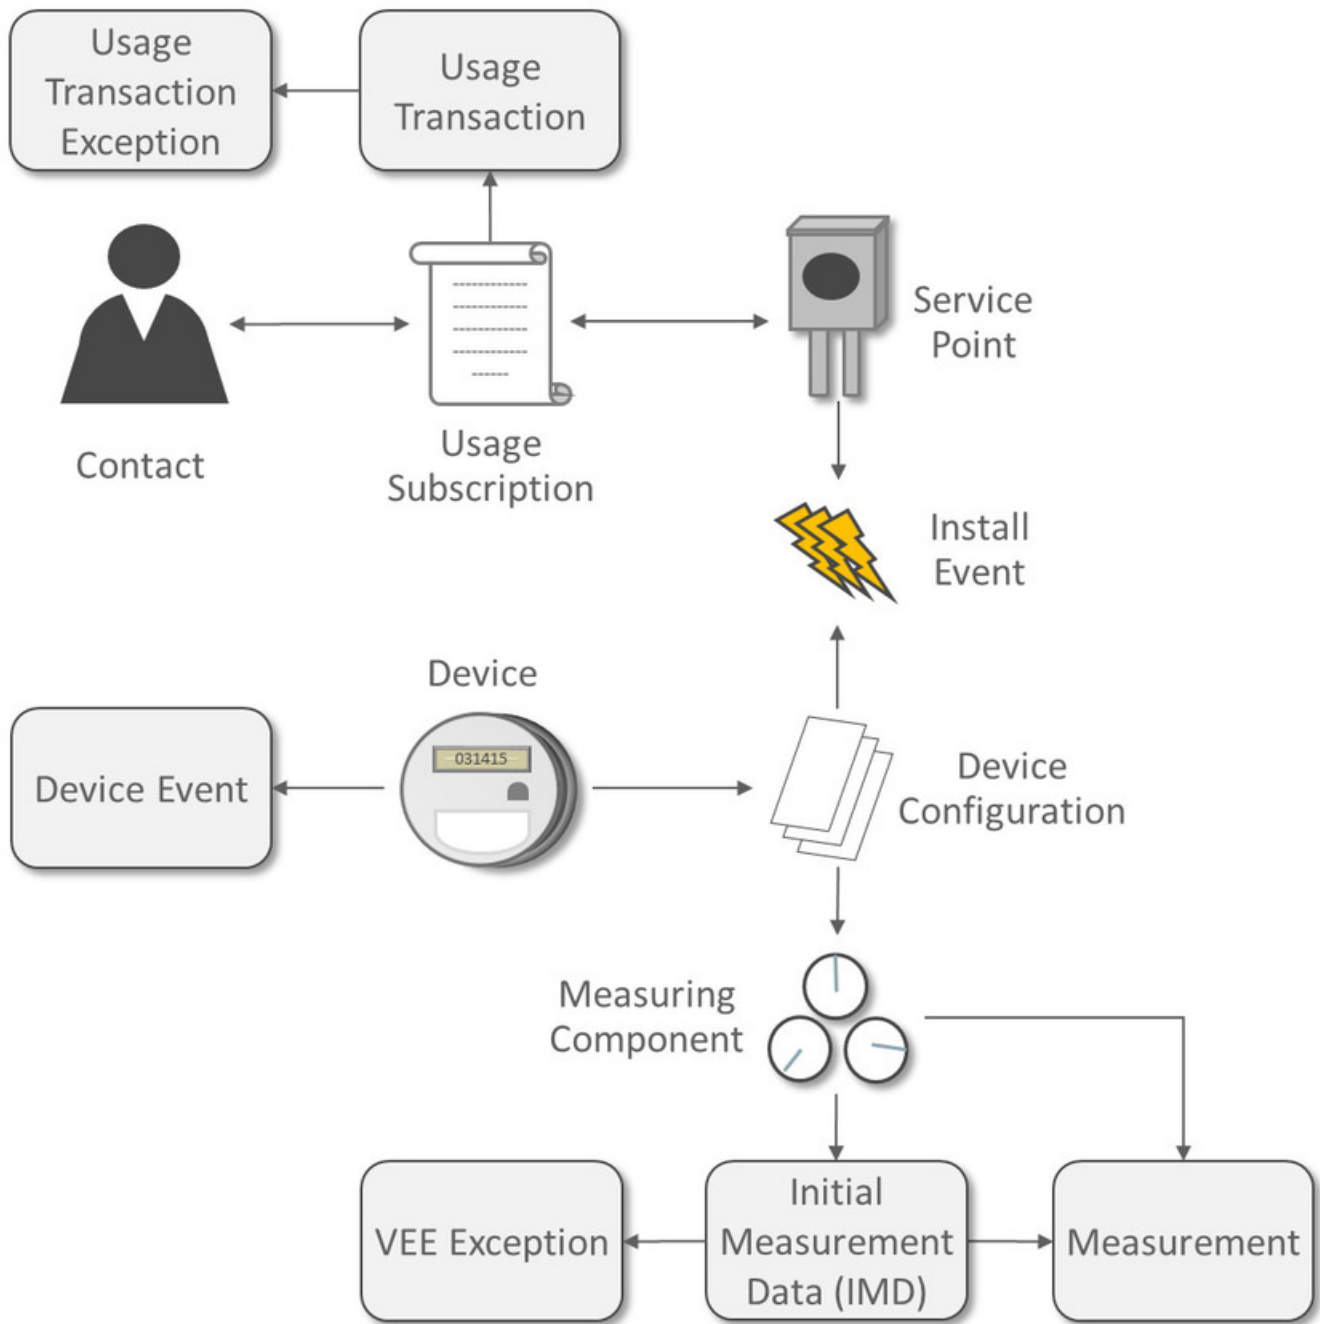 Usage
Transaction
Exception
Usage
Transaction
Contact
Usage
Subscription
Service
Point
Install
Event
Device
031415
Device Event
Device
Configuration
Measuring
Component
VEE Exception
Initial
Measurement
Data (IMD)
Measurement